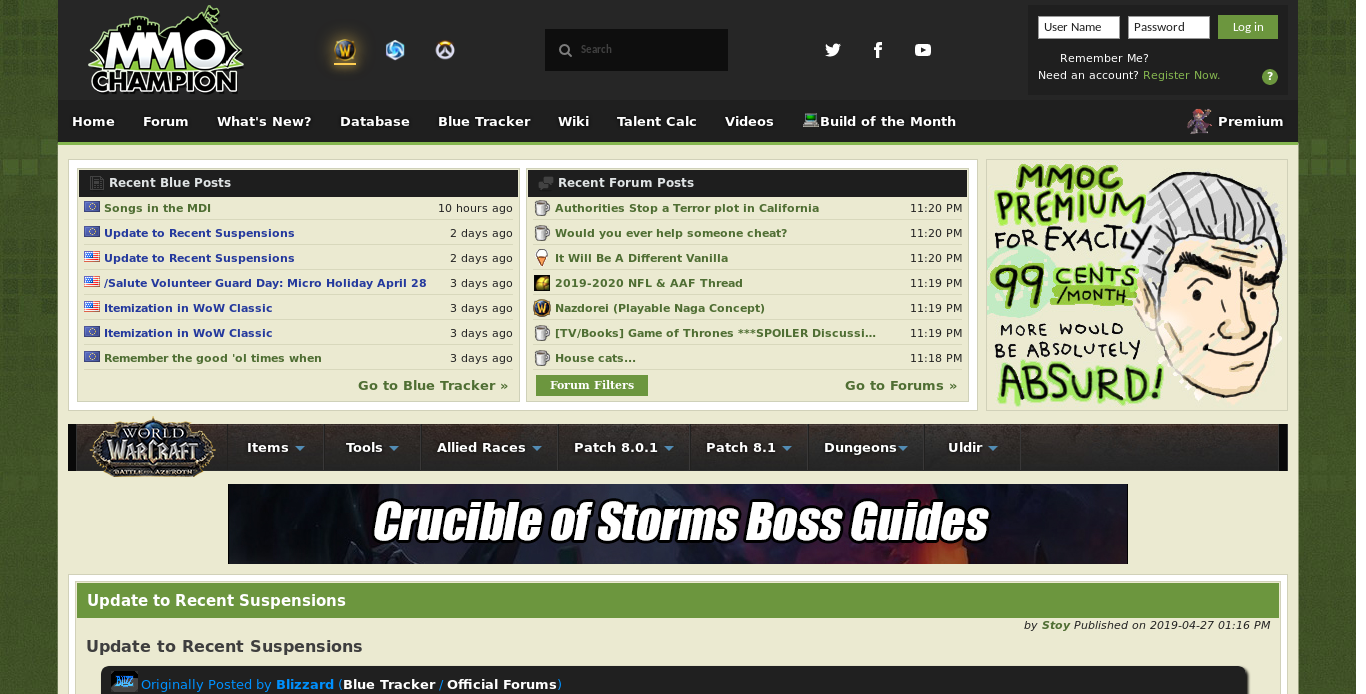 MMO
CHAMPION
Search
User Name Password Log in
Remember Me?
Need an account? Register Now. ?
Home Forum What's New? Database Blue Tracker Wiki Talent Calc Videos Build of the Month Premium
Recent Blue Posts
Songs in the MDI 10 hours ago
Update to Recent Suspensions 2 days ago
Update to Recent Suspensions 2 days ago
/Salute Volunteer Guard Day: Micro Holiday April 28 3 days ago
Itemization in WoW Classic 3 days ago
Itemization in WoW Classic 3 days ago
Remember the good 'ol times when 3 days ago
Go to Blue Tracker »
Recent Forum Posts
Authorities Stop a Terror plot in California 11:20 PM
Would you ever help someone cheat? 11:20 PM
It Will Be A Different Vanilla 11:20 PM
2019-2020 NFL & AAF Thread 11:19 PM
Nazdorei (Playable Naga Concept) 11:19 PM
[TV/Books] Game of Thrones ***SPOILER Discussi... 11:19 PM
House cats... 11:18 PM
Forum Filters Go to Forums »
MMOC
PREMIUM
FOR EXACTLY
99 CENTS
/MONTH
MORE WOULD
BE ABSOLUTELY
ABSURD!
WORLD
OF
WARCRAFT
BATTLE FOR AZEROTH
Items Tools Allied Races Patch 8.0.1 Patch 8.1 Dungeons Uldir
Crucible of Storms Boss Guides
Update to Recent Suspensions
by Stoy Published on 2019-04-27 01:16 PM
Update to Recent Suspensions
BLIZ Originally Posted by Blizzard (Blue Tracker / Official Forums)